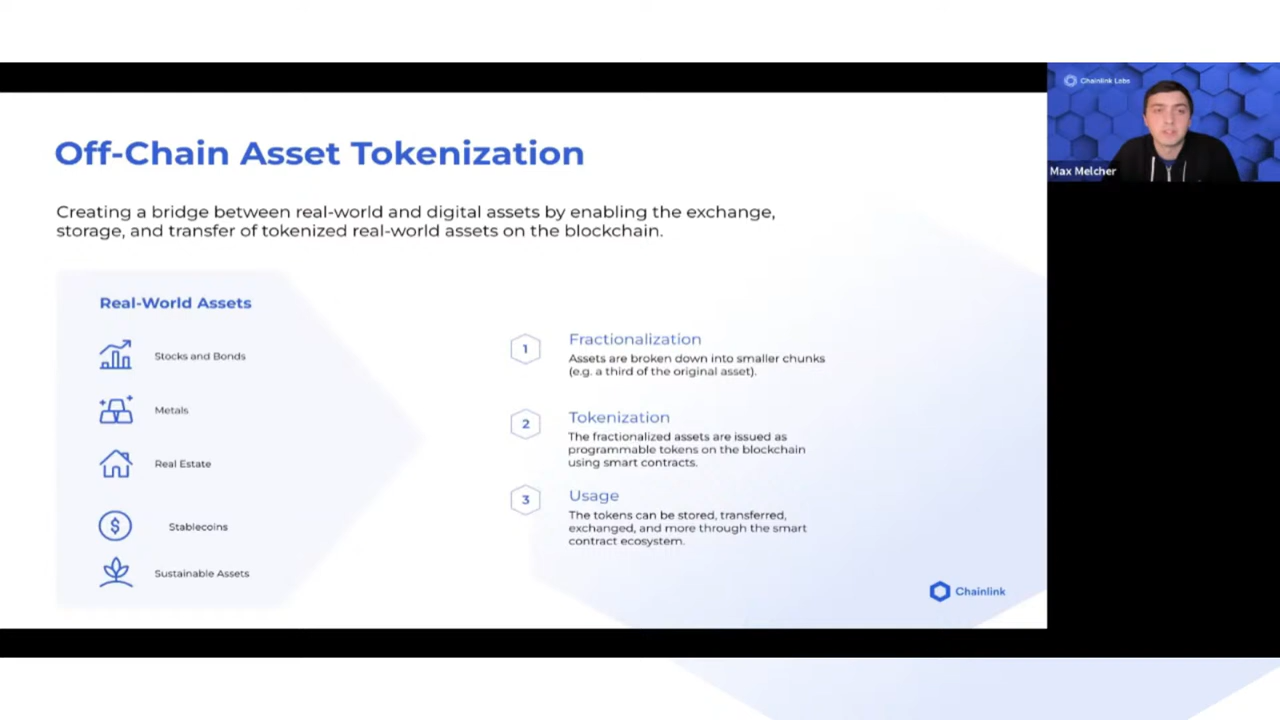 Off-Chain Asset Tokenization
Creating a bridge between real-world and digital assets by enabling the exchange,
storage, and transfer of tokenized real-world assets on the blockchain.
Real-World Assets
Stocks and Bonds
Metals
Real Estate
$
Stablecoins
Sustainable Assets
1
Fractionalization
Assets are broken down into smaller chunks
(e.g. a third of the original asset).
2
Tokenization
The fractionalized assets are issued as
programmable tokens on the blockchain
using smart contracts.
3
Usage
The tokens can be stored, transferred,
exchanged, and more through the smart
contract ecosystem.
Chainlink
Chainlink Labs
Max Melcher